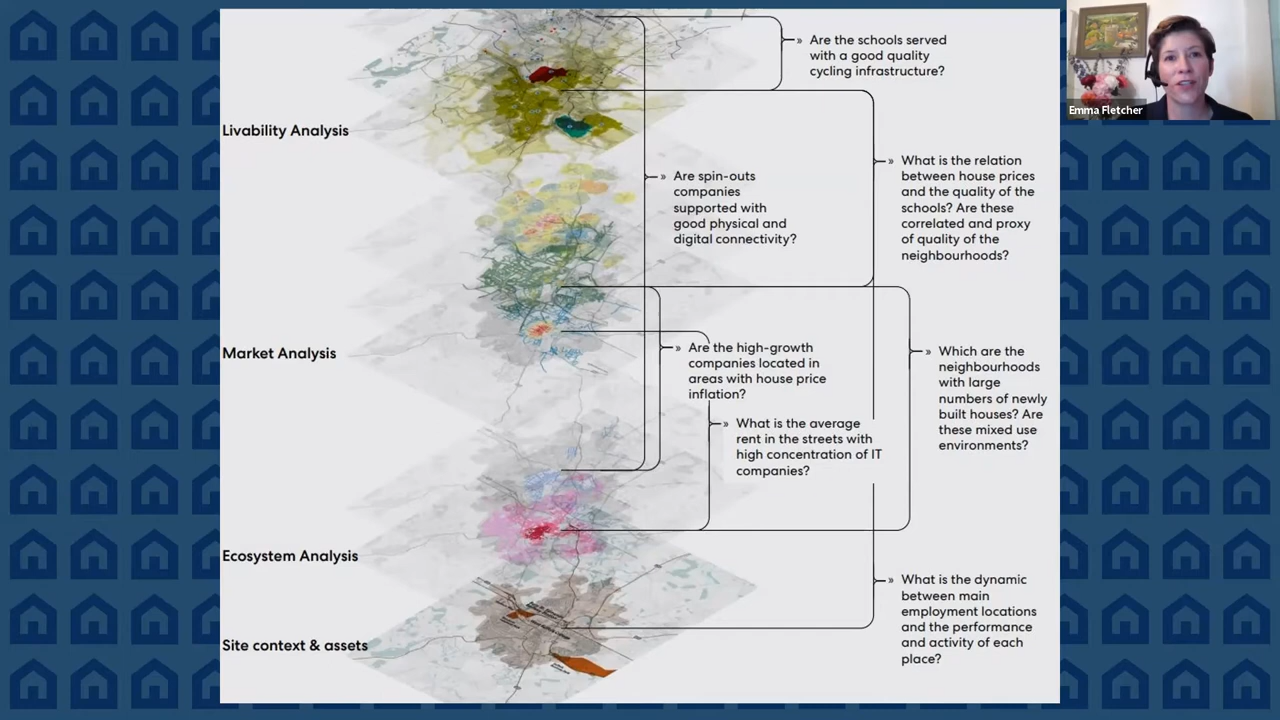 Emma Fletcher
» Are the schools served
with a good quality
cycling infrastructure?
Livability Analysis
» What is the relation
between house prices
and the quality of the
schools? Are these
correlated and proxy
of quality of the
neighbourhoods?
» Are spin-outs
companies
supported with
good physical and
digital connectivity?
Market Analysis
» Are the high-growth
companies located in
areas with house price
inflation?
» Which are the
neighbourhoods
with large
numbers of newly
built houses? Are
these mixed use
environments?
» What is the average
rent in the streets with
high concentration of IT
companies?
Ecosystem Analysis
» What is the dynamic
between main
employment locations
and the performance
and activity of each
place?
Site context & assets